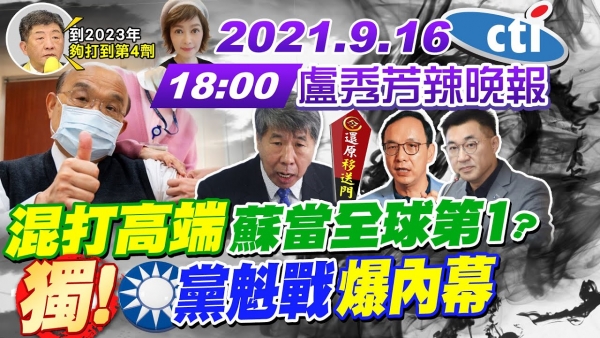 到2023年
夠打到第4劑
2021.9.16
cti
18:00 盧秀芳辣晚報
還原移送門
混打高端 蘇當全球第1?
獨! 黨魁戰 爆內幕